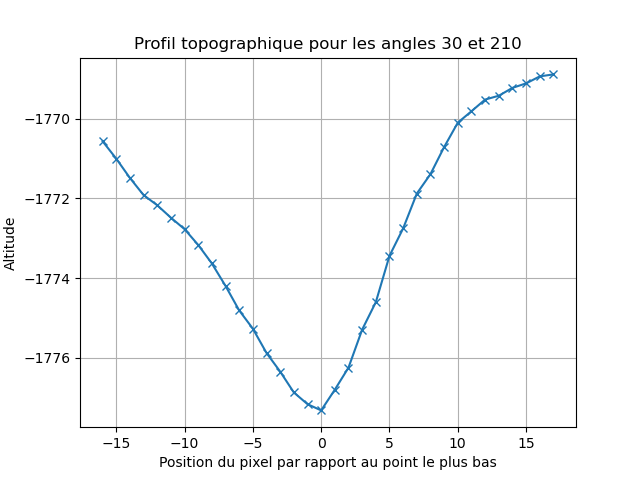 Profil topographique pour les angles 30 et 210
Altitude
−1770
−1772
−1774
−1776
−15 −10 −5 0 5 10 15
Position du pixel par rapport au point le plus bas